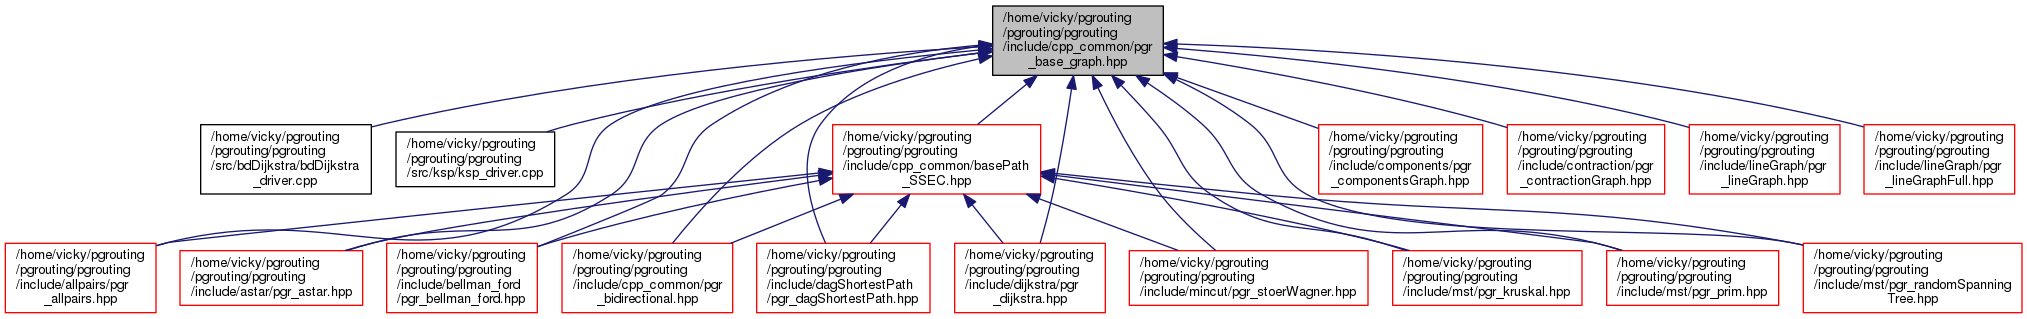 /home/vicky/pgrouting
/pgrouting/pgrouting
/include/cpp_common/pgr
_base_graph.hpp
/home/vicky/pgrouting
/pgrouting/pgrouting
/src/bdDijkstra/bdDijkstra
_driver.cpp
/home/vicky/pgrouting
/pgrouting/pgrouting
/src/ksp/ksp_driver.cpp
/home/vicky/pgrouting
/pgrouting/pgrouting
/include/cpp_common/basePath
_SSEC.hpp
/home/vicky/pgrouting
/pgrouting/pgrouting
/include/components/pgr
_componentsGraph.hpp
/home/vicky/pgrouting
/pgrouting/pgrouting
/include/contraction/pgr
_contractionGraph.hpp
/home/vicky/pgrouting
/pgrouting/pgrouting
/include/lineGraph/pgr
_lineGraph.hpp
/home/vicky/pgrouting
/pgrouting/pgrouting
/include/lineGraph/pgr
_lineGraphFull.hpp
/home/vicky/pgrouting
/pgrouting/pgrouting
/include/allpairs/pgr
_allpairs.hpp
/home/vicky/pgrouting
/pgrouting/pgrouting
/include/astar/pgr_astar.hpp
/home/vicky/pgrouting
/pgrouting/pgrouting
/include/bellman_ford
/pgr_bellman_ford.hpp
/home/vicky/pgrouting
/pgrouting/pgrouting
/include/cpp_common/pgr
_bidirectional.hpp
/home/vicky/pgrouting
/pgrouting/pgrouting
/include/dagShortestPath
/pgr_dagShortestPath.hpp
/home/vicky/pgrouting
/pgrouting/pgrouting
/include/dijkstra/pgr
_dijkstra.hpp
/home/vicky/pgrouting
/pgrouting/pgrouting
/include/mincut/pgr_stoerWagner.hpp
/home/vicky/pgrouting
/pgrouting/pgrouting
/include/mst/pgr_kruskal.hpp
/home/vicky/pgrouting
/pgrouting/pgrouting
/include/mst/pgr_prim.hpp
/home/vicky/pgrouting
/pgrouting/pgrouting
/include/mst/pgr_randomSpanning
Tree.hpp